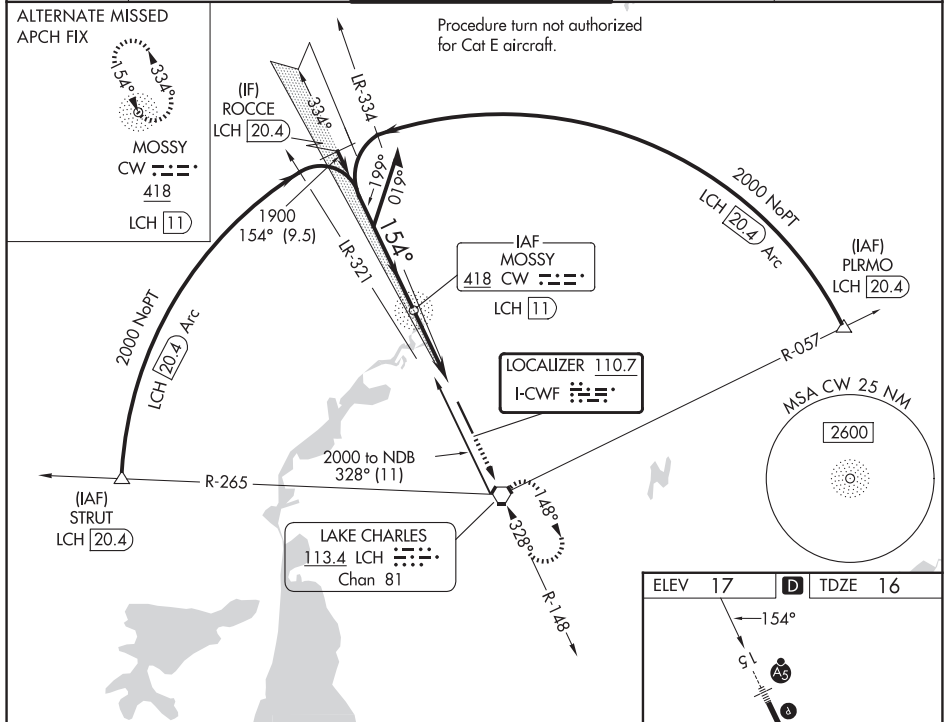 ALTERNATE MISSED
APCH FIX
154°
334°
MOSSY
CW
418
LCH 11
Procedure turn not authorized
for Cat E aircraft.
(IF)
ROCCE
LCH 20.4
334°
LR-334
199°
019°
154°
1900
154° (9.5)
LR-321
2000 NoPT
LCH 20.4 Arc
2000 NoPT
LCH 20.4 Arc
(IAF)
PLRMO
LCH 20.4
IAF
MOSSY
418 CW
LCH 11
R-057
LOCALIZER 110.7
I-CWF
MSA CW 25 NM
2600
2000 to NDB
328° (11)
R-265
(IAF)
STRUT
LCH 20.4
LAKE CHARLES
113.4 LCH
Chan 81
148°
328°
R-148
N
ELEV 17 D TDZE 16
154°
15
A5
P